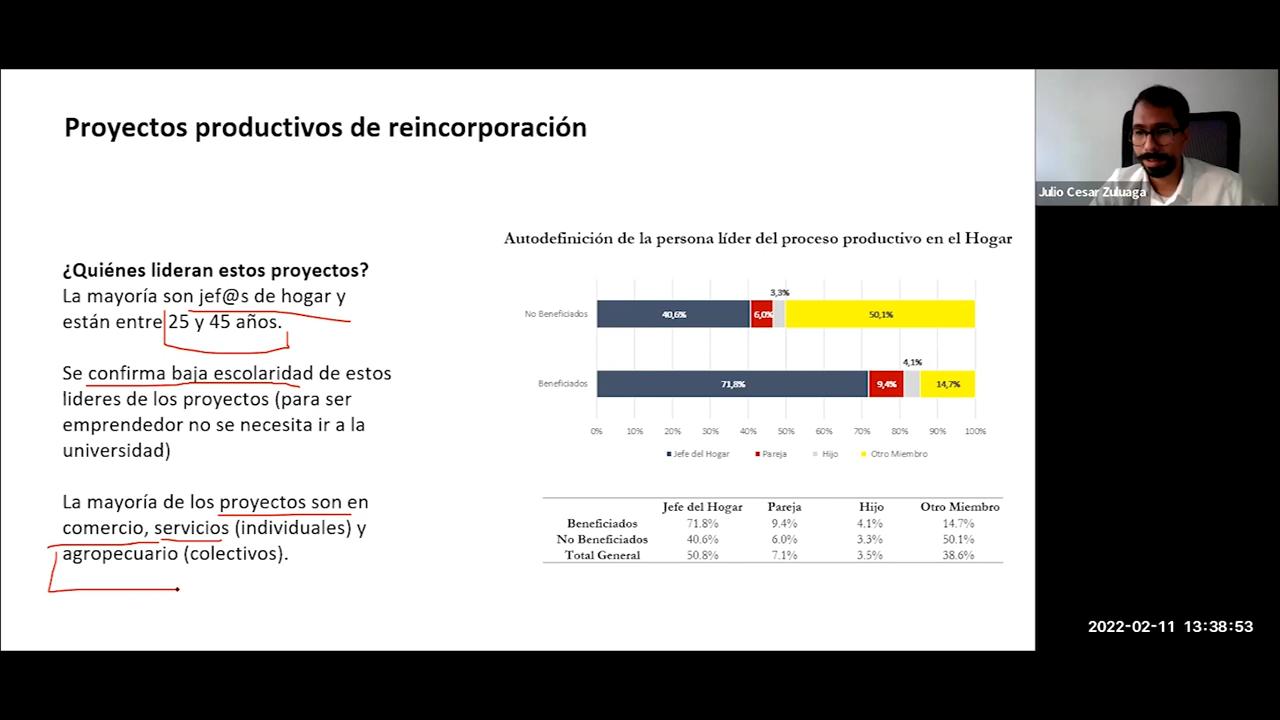 Proyectos productivos de reincorporación
Julio Cesar Zuluaga
¿Quiénes lideran estos proyectos?
La mayoría son jef@s de hogar y
están entre 25 y 45 años.
Se confirma baja escolaridad de estos
lideres de los proyectos (para ser
emprendedor no se necesita ir a la
universidad)
La mayoría de los proyectos son en
comercio, servicios (individuales) y
agropecuario (colectivos).
Autodefinición de la persona líder del proceso productivo en el Hogar
3,3%
No Beneficiados 40,6% 6,0% 50,1%
4,1%
Beneficiados 71,8% 9,4% 14,7%
0% 10% 20% 30% 40% 50% 60% 70% 80% 90% 100%
Jefe del Hogar Pareja Hijo Otro Miembro
Jefe del Hogar Pareja Hijo Otro Miembro
Beneficiados 71.8% 9.4% 4.1% 14.7%
No Beneficiados 40.6% 6.0% 3.3% 50.1%
Total General 50.8% 7.1% 3.5% 38.6%
2022-02-11 13:38:53